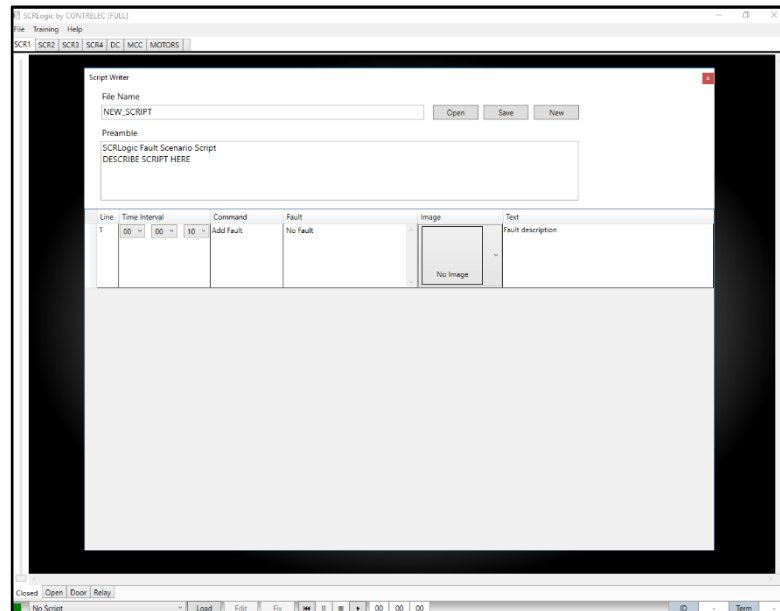 SCRLogic by CONTRELEC [FULL]
File Training Help
SCR1 SCR2 SCR3 SCR4 DC MCC MOTORS
Script Writer
File Name
NEW_SCRIPT Open Save New
Preamble
SCRLogic Fault Scenario Script
DESCRIBE SCRIPT HERE
Line Time Interval Command Fault Image Text
1 00 00 10 Add Fault No Fault Fault description
No Image
Closed Open Door Relay
No Script Load Edit Fix 00 00 00 ID - Term -